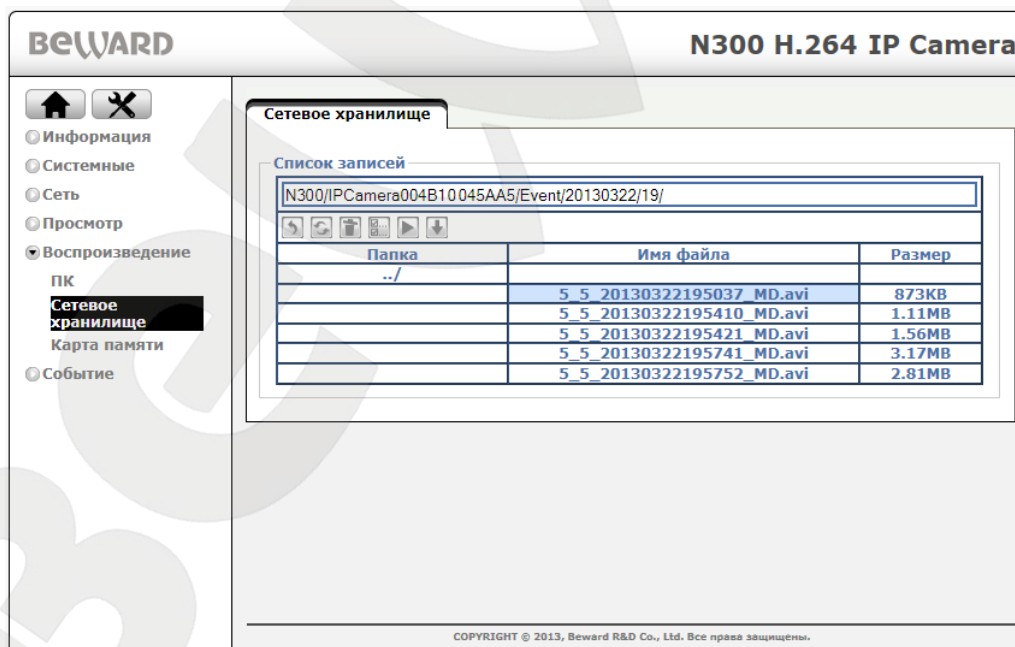 BEWARD
N300 H.264 IP Camera
Информация
Системные
Сеть
Просмотр
Воспроизведение
ПК
Сетевое
хранилище
Карта памяти
Событие
Сетевое хранилище
Список записей
N300/IPCamera004B10045AA5/Event/20130322/19/
Папка Имя файла Размер
../
5_5_20130322195037_MD.avi 873KB
5_5_20130322195410_MD.avi 1.11MB
5_5_20130322195421_MD.avi 1.56MB
5_5_20130322195741_MD.avi 3.17MB
5_5_20130322195752_MD.avi 2.81MB
COPYRIGHT © 2013, Beward R&D Co., Ltd. Все права защищены.